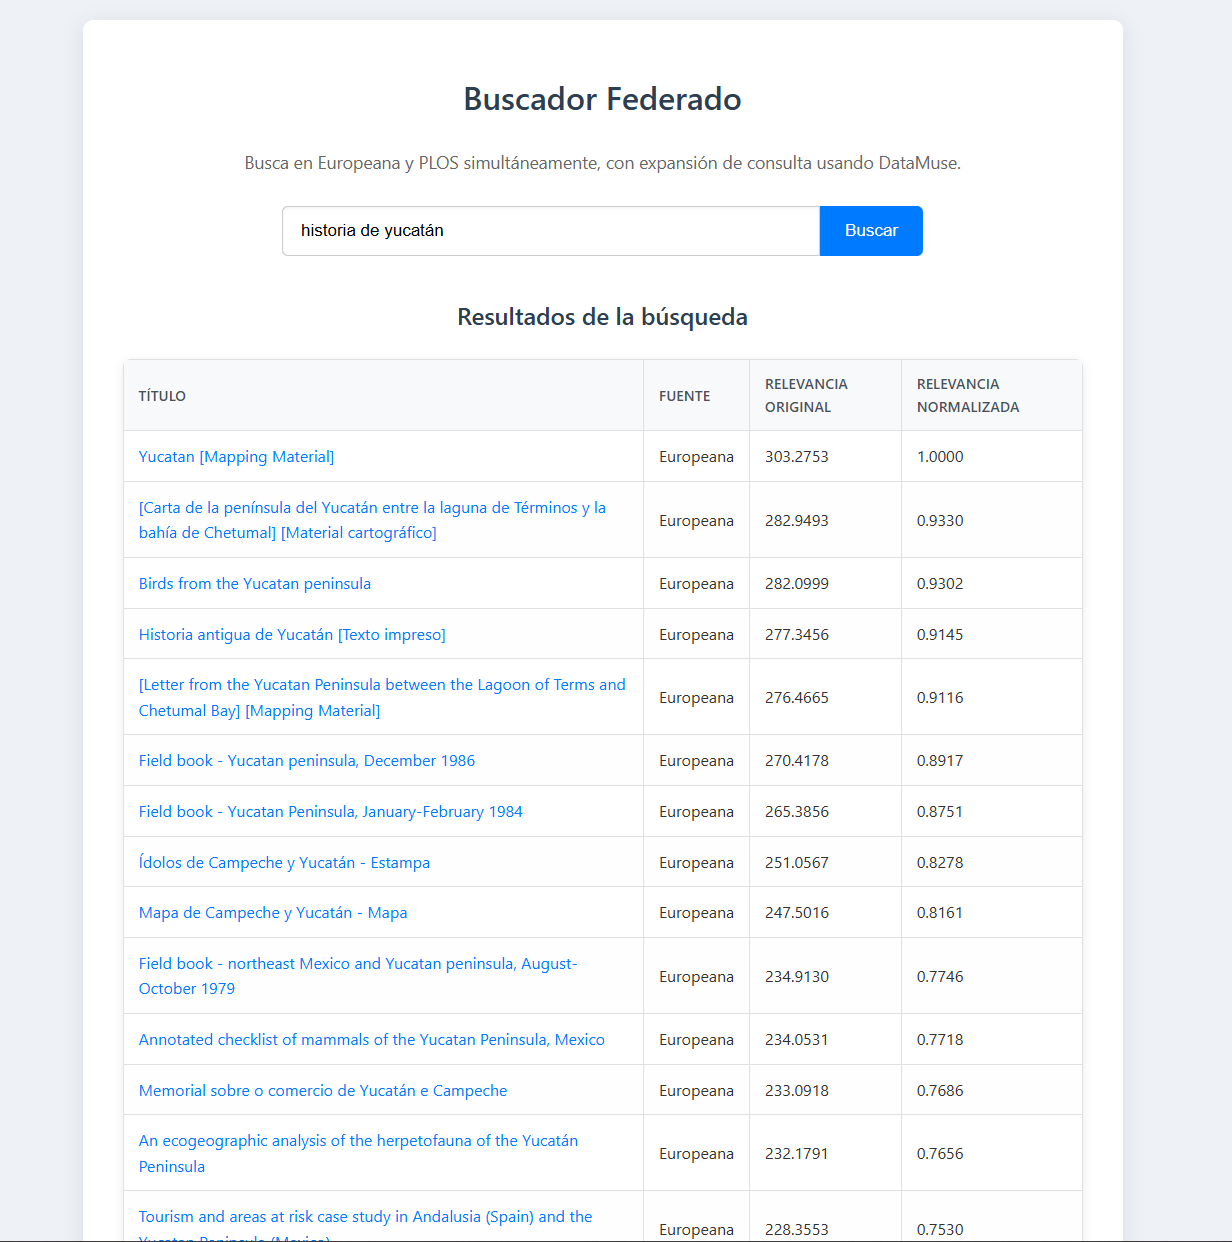 Buscador Federado
Busca en Europeana y PLOS simultáneamente, con expansión de consulta usando DataMuse.
historia de yucatán
Buscar
Resultados de la búsqueda
TÍTULO FUENTE RELEVANCIA ORIGINAL RELEVANCIA NORMALIZADA
Yucatan [Mapping Material] Europeana 303.2753 1.0000
[Carta de la península del Yucatán entre la laguna de Términos y la
bahía de Chetumal] [Material cartográfico] Europeana 282.9493 0.9330
Birds from the Yucatan peninsula Europeana 282.0999 0.9302
Historia antigua de Yucatán [Texto impreso] Europeana 277.3456 0.9145
[Letter from the Yucatan Peninsula between the Lagoon of Terms and
Chetumal Bay] [Mapping Material] Europeana 276.4665 0.9116
Field book - Yucatan peninsula, December 1986 Europeana 270.4178 0.8917
Field book - Yucatan Peninsula, January-February 1984 Europeana 265.3856 0.8751
Ídolos de Campeche y Yucatán - Estampa Europeana 251.0567 0.8278
Mapa de Campeche y Yucatán - Mapa Europeana 247.5016 0.8161
Field book - northeast Mexico and Yucatan peninsula, August-
October 1979 Europeana 234.9130 0.7746
Annotated checklist of mammals of the Yucatan Peninsula, Mexico Europeana 234.0531 0.7718
Memorial sobre o comercio de Yucatán e Campeche Europeana 233.0918 0.7686
An ecogeographic analysis of the herpetofauna of the Yucatán
Peninsula Europeana 232.1791 0.7656
Tourism and areas at risk case study in Andalusia (Spain) and the
Yucatan Peninsula (Mexico) Europeana 228.3553 0.7530